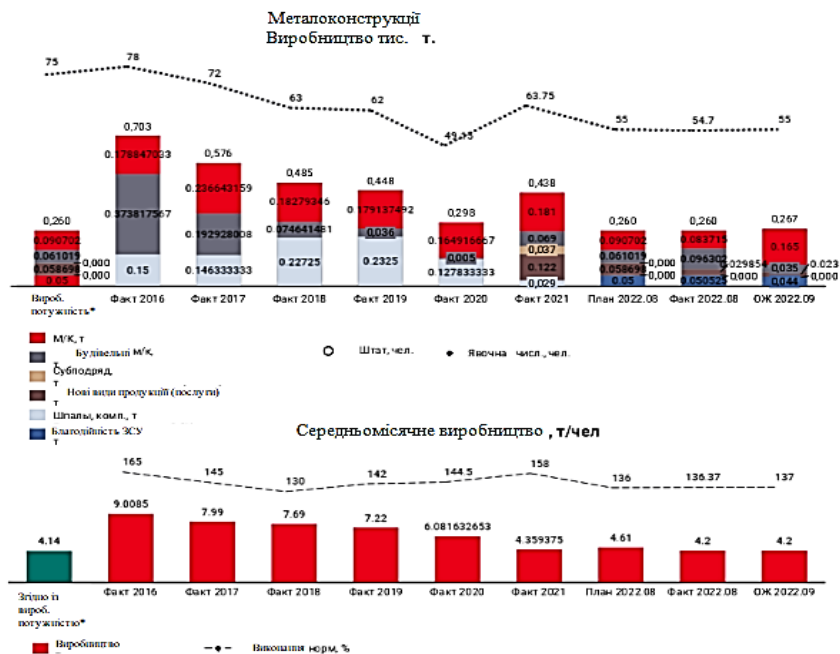 Металоконструкції
Виробництво тис. т.
75
78
72
63
62
49.15
63.75
55
54.7
55
0,703
0.176847033
0.373817567
0.15
0,576
0.236643159
0.192928008
0.146333333
0,485
0.18279346
0.074641481
0.22725
0,448
0.179137492
0.036
0.2325
0,298
0.164916667
0.005
0.127833333
0,438
0.181
0.069
0.037
0.122
0.029
0,260
0.090702
0.061019
0.058698
0.05
0,000
0,000
0,260
0.090702
0.061019
0.058698
0.05
0,000
0,000
0,260
0.083715
0.096302
0.029854
0.050525
0,000
0,267
0.165
0.035
0.044
0.023
0,000
Вироб.
потужність*
Факт 2016
Факт 2017
Факт 2018
Факт 2019
Факт 2020
Факт 2021
План 2022.08
Факт 2022.08
ОЖ 2022.09
М/К, т
Будівельні м/к,
т
Субподряд,
т
Нові види продукції (послуги)
т
Шпалы, комп., т
Благодійність ЗСУ
т
Штат, чел.
Явочна числ., чел.
Середньомісячне виробництво , т/чел
165
145
130
142
144.5
158
136
136.37
137
4.14
9.0085
7.99
7.69
7.22
6.081632653
4.359375
4.61
4.2
4.2
Згідно із
вироб.
потужністю*
Факт 2016
Факт 2017
Факт 2018
Факт 2019
Факт 2020
Факт 2021
План 2022.08
Факт 2022.08
ОЖ 2022.09
Виробництво
Виконання норм, %